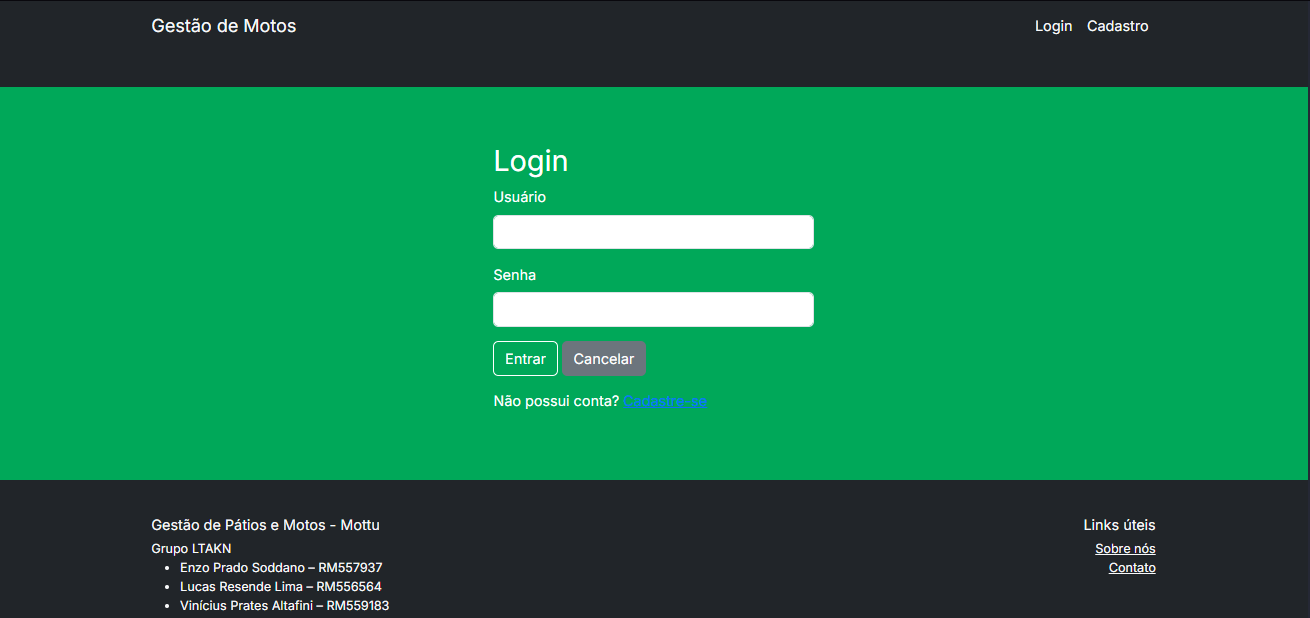 Gestão de Motos
Login Cadastro
Login
Usuário
Senha
Entrar Cancelar
Não possui conta? Cadastre-se
Gestão de Pátios e Motos - Mottu
Grupo LTAKN
• Enzo Prado Soddano – RM557937
• Lucas Resende Lima – RM556564
• Vinícius Prates Altafini – RM559183
Links úteis
Sobre nós
Contato